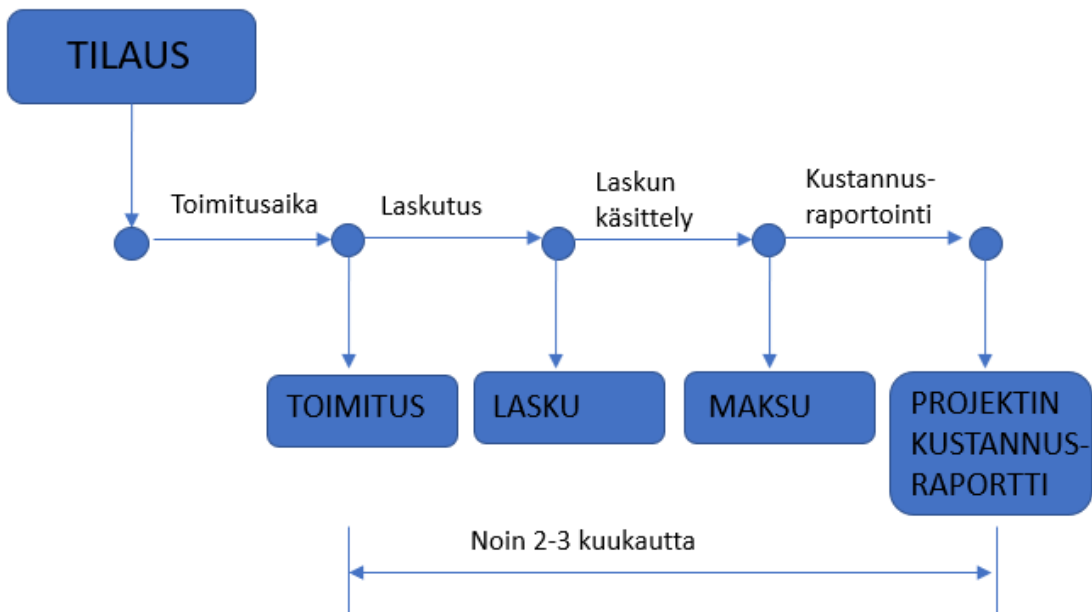 TILAUS
Toimitusaika
Laskutus
Laskun
käsittely
Kustannus-
raportointi
TOIMITUS
LASKU
MAKSU
PROJEKTIN
KUSTANNUS-
RAPORTTI
Noin 2-3 kuukautta